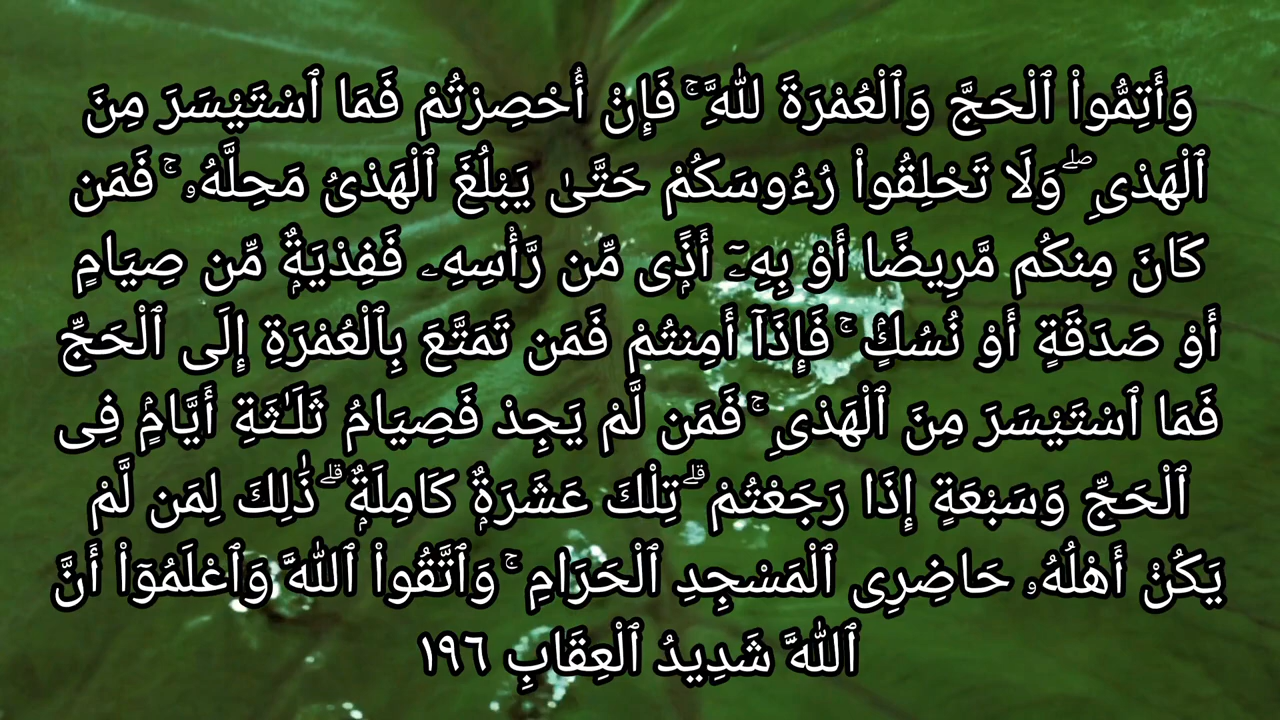 وَأَتِمُّوا۟ ٱلْحَجَّ وَٱلْعُمْرَةَ لِلَّهِ ۚ فَإِنْ أُحْصِرْتُمْ فَمَا ٱسْتَيْسَرَ مِنَ
ٱلْهَدْىِ ۖ وَلَا تَحْلِقُوا۟ رُءُوسَكُمْ حَتَّىٰ يَبْلُغَ ٱلْهَدْىُ مَحِلَّهُۥ ۚ فَمَن
كَانَ مِنكُم مَّرِيضًا أَوْ بِهِۦٓ أَذًۭى مِّن رَّأْسِهِۦ فَفِدْيَةٌۭ مِّن صِيَامٍ
أَوْ صَدَقَةٍ أَوْ نُسُكٍۢ ۚ فَإِذَآ أَمِنتُمْ فَمَن تَمَتَّعَ بِٱلْعُمْرَةِ إِلَى ٱلْحَجِّ
فَمَا ٱسْتَيْسَرَ مِنَ ٱلْهَدْىِ ۚ فَمَن لَّمْ يَجِدْ فَصِيَامُ ثَلَـٰثَةِ أَيَّامٍۢ فِى
ٱلْحَجِّ وَسَبْعَةٍ إِذَا رَجَعْتُمْ ۗ تِلْكَ عَشَرَةٌۭ كَامِلَةٌۭ ۗ ذَٰلِكَ لِمَن لَّمْ
يَكُنْ أَهْلُهُۥ حَاضِرِى ٱلْمَسْجِدِ ٱلْحَرَامِ ۚ وَٱتَّقُوا۟ ٱللَّهَ وَٱعْلَمُوٓا۟ أَنَّ
ٱللَّهَ شَدِيدُ ٱلْعِقَابِ ١٩٦